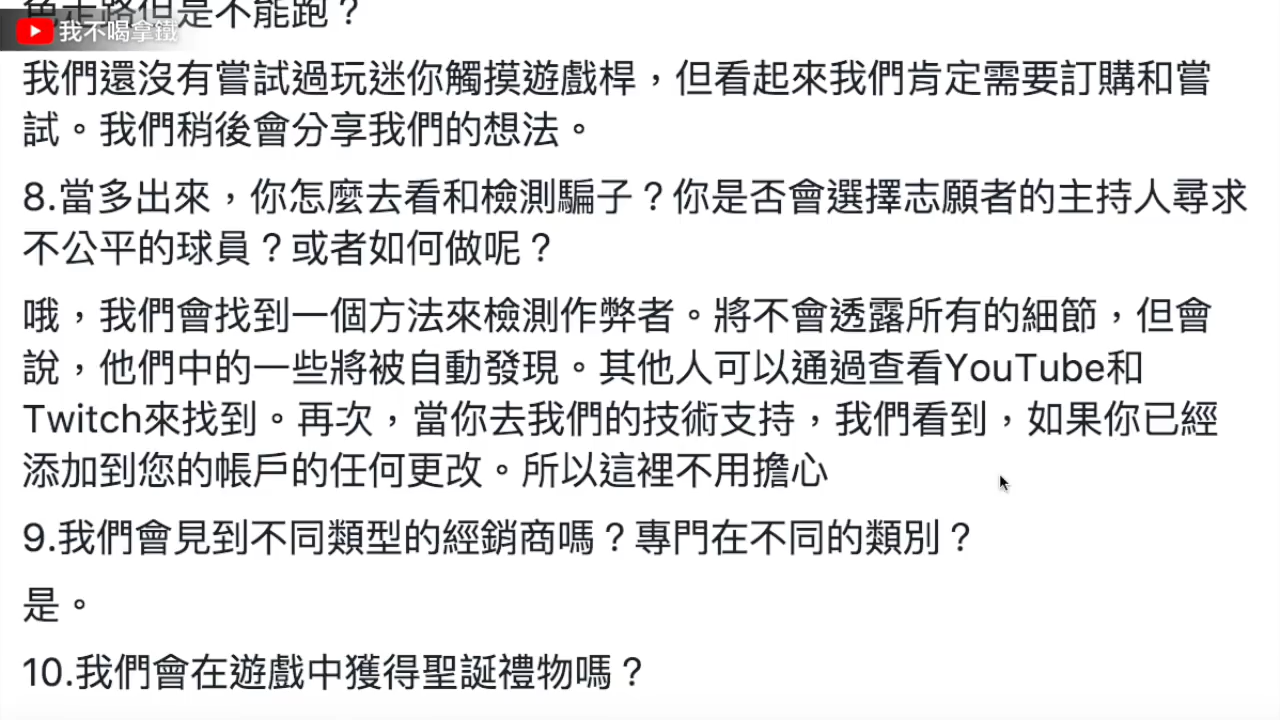 色走路但是不能跑？
我不喝拿鐵
我們還沒有嘗試過玩迷你觸摸遊戲桿，但看起來我們肯定需要訂購和嘗
試。我們稍後會分享我們的想法。
8.當多出來，你怎麼去看和檢測騙子？你是否會選擇志願者的主持人尋求
不公平的球員？或者如何做呢？
哦，我們會找到一個方法來檢測作弊者。將不會透露所有的細節，但會
說，他們中的一些將被自動發現。其他人可以通過查看YouTube和
Twitch來找到。再次，當你去我們的技術支持，我們看到，如果你已經
添加到您的帳戶的任何更改。所以這裡不用擔心
9.我們會見到不同類型的經銷商嗎？專門在不同的類別？
是。
10.我們會在遊戲中獲得聖誕禮物嗎？